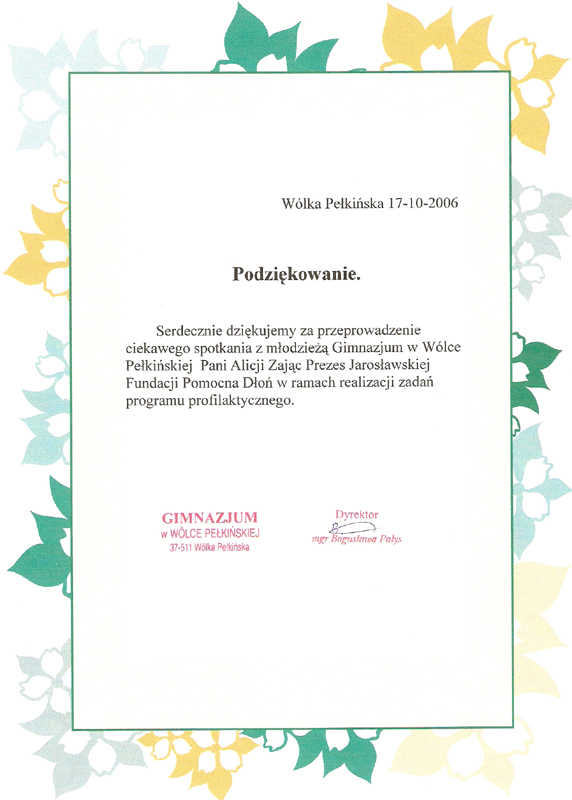 Wólka Pełkińska 17-10-2006
Podziękowanie.
Serdecznie dziękujemy za przeprowadzenie
ciekawego spotkania z młodzieżą Gimnazjum w Wólce
Pełkińskiej Pani Alicji Zając Prezes Jarosławskiej
Fundacji Pomocna Dłoń w ramach realizacji zadań
programu profilaktycznego.
GIMNAZJUM
w WÓLCE PEŁKIŃSKIEJ
37-511 Wólka Pełkińska
Dyrektor
mgr Bogusława Pałys